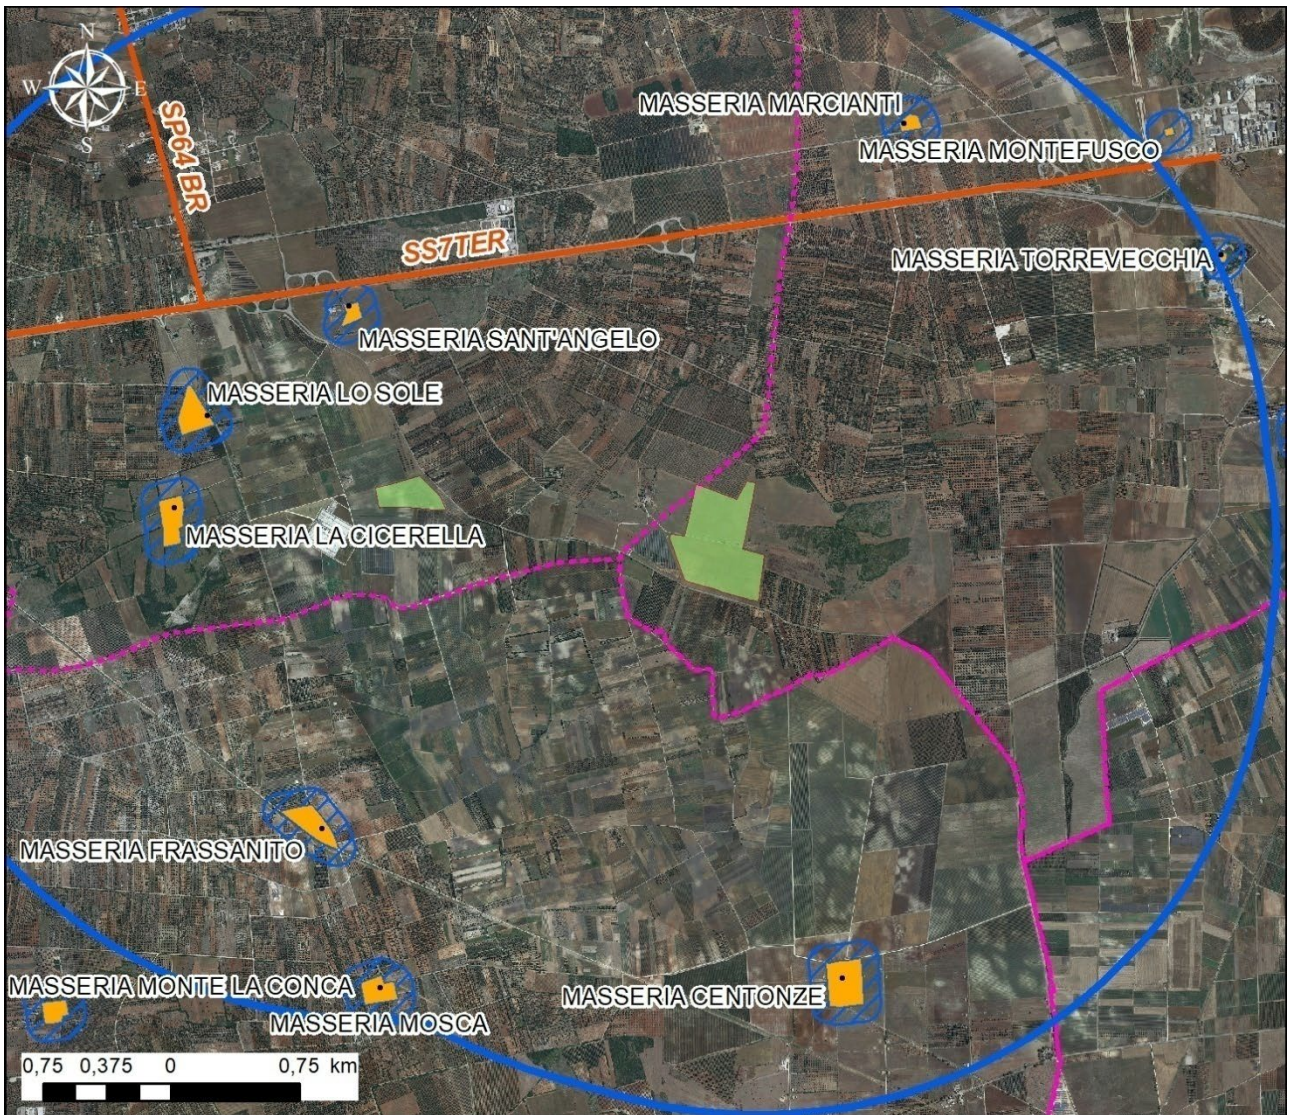 N
W E
S
SP64 BR
MASSERIA MARCIANTI
MASSERIA MONTEFUSCO
SS7TER
MASSERIA TORREVECCHIA
MASSERIA SANT'ANGELO
MASSERIA LO SOLE
MASSERIA LA CICERELLA
MASSERIA FRASSANITO
MASSERIA MONTE LA CONCA
MASSERIA CENTONZE
MASSERIA MOSCA
0,75 0,375 0 0,75 km